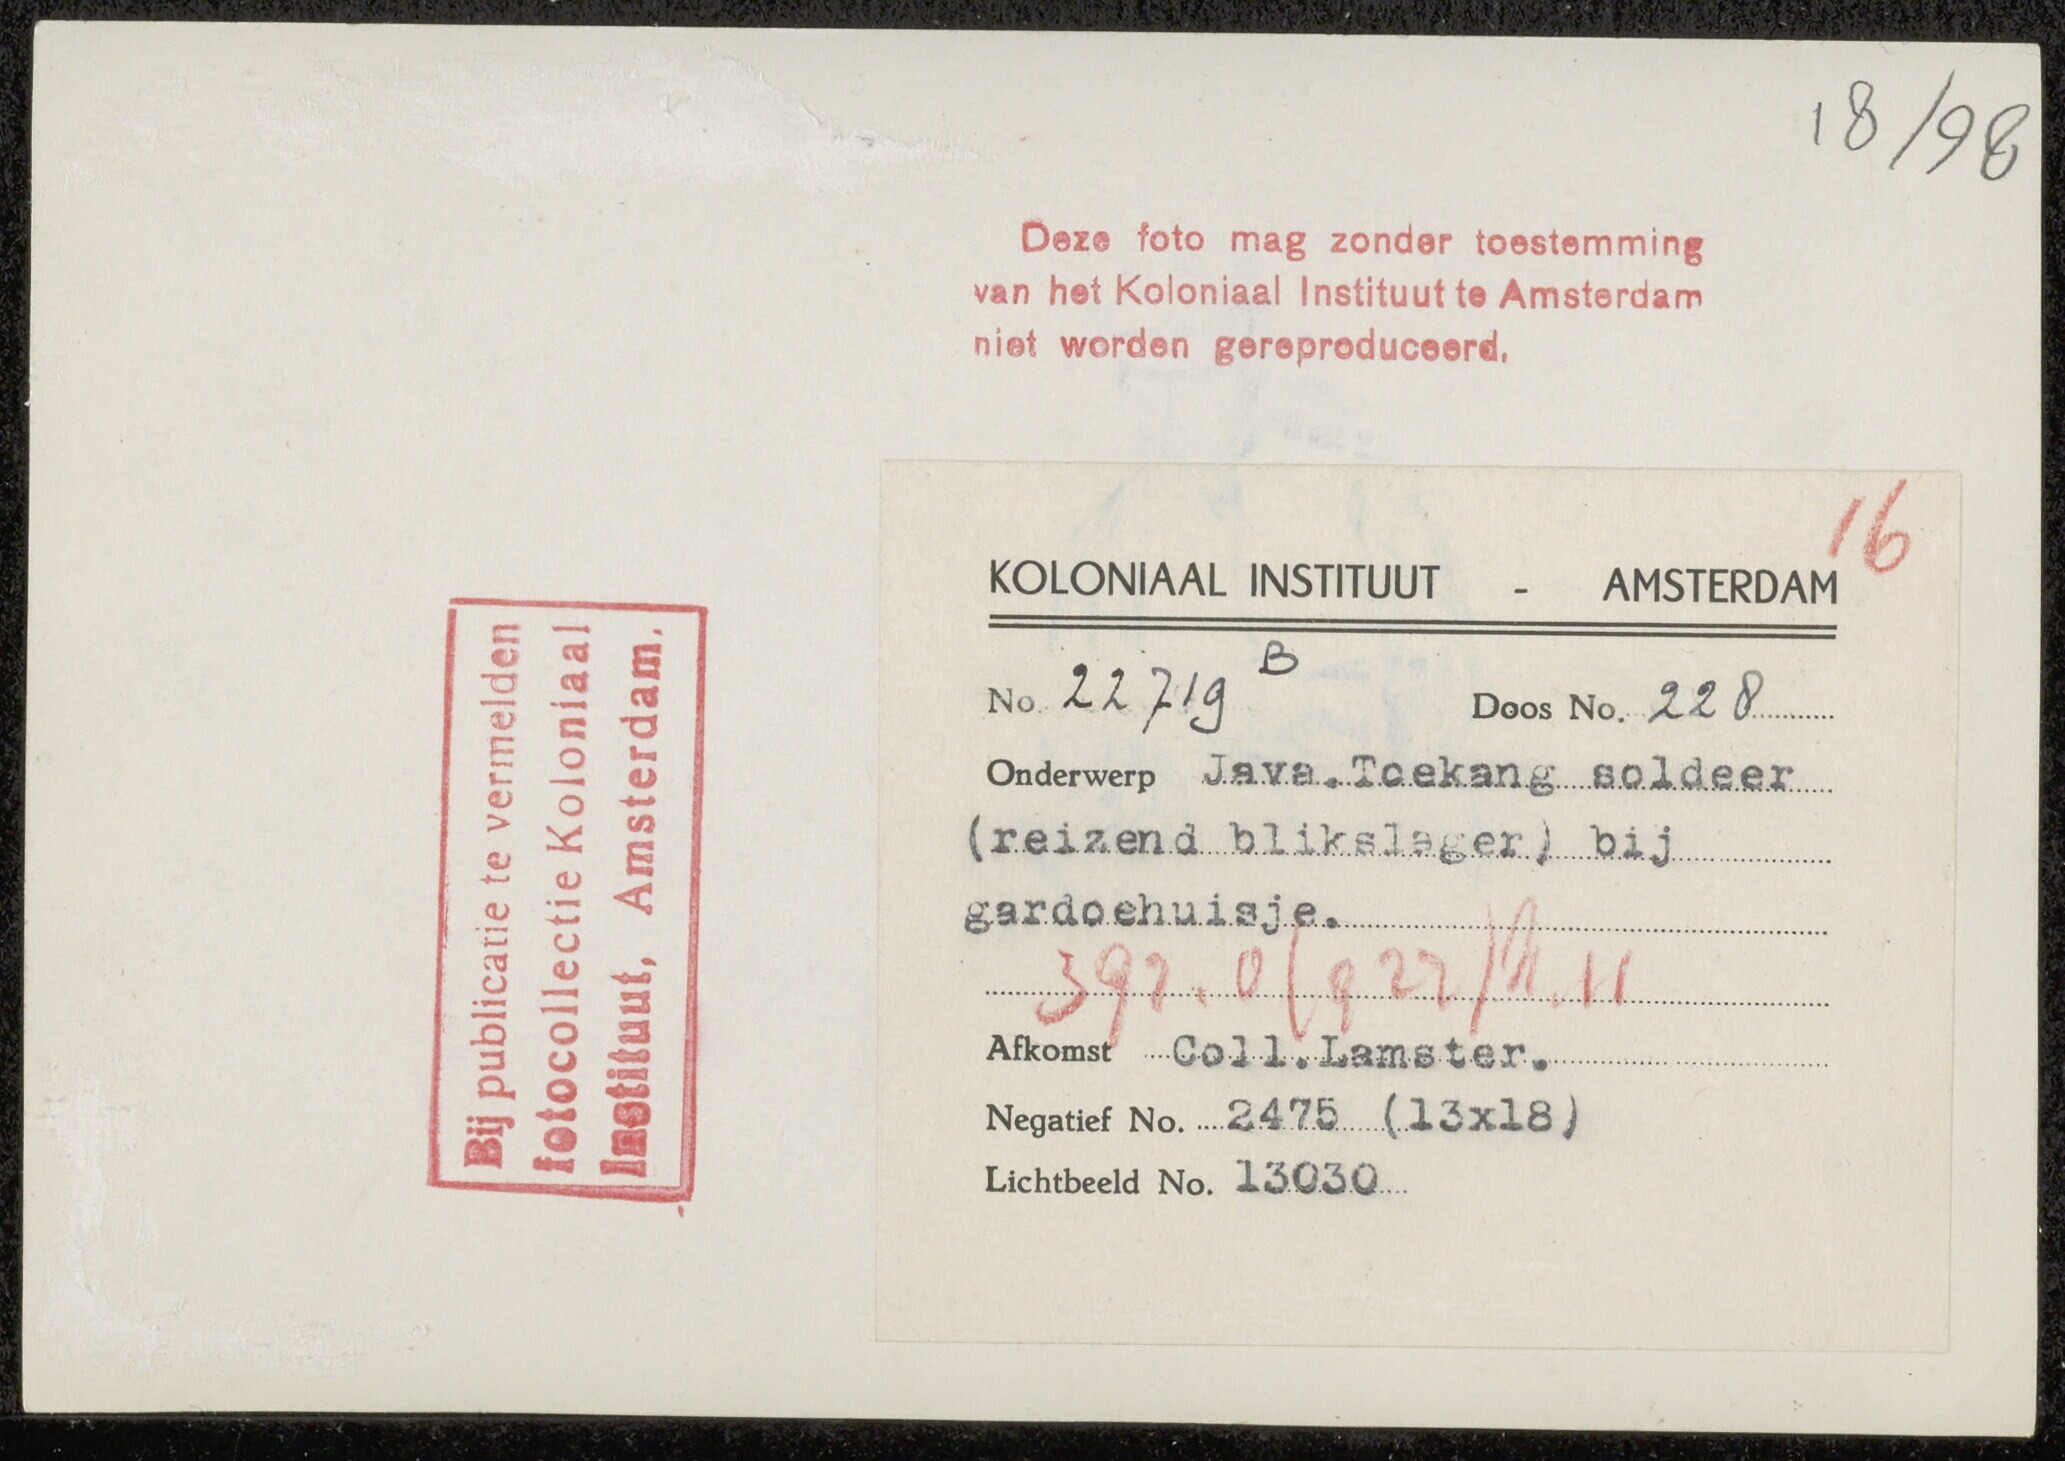 18/98
Deze foto mag zonder toestemming
van het Koloniaal Instituut te Amsterdam
niet worden gereproduceerd.
Bij publicatie te vermelden
fotocollectie Koloniaal
Instituut, Amsterdam.
16
KOLONIAAL INSTITUUT - AMSTERDAM
No. 22719 B Doos No. 228
Onderwerp Java.Toekang soldeer
(reizend blikslager) bij
gardoehuisje.
Afkomst Coll.Lamster.
Negatief No. 2475 (13x18)
Lichtbeeld No. 13030